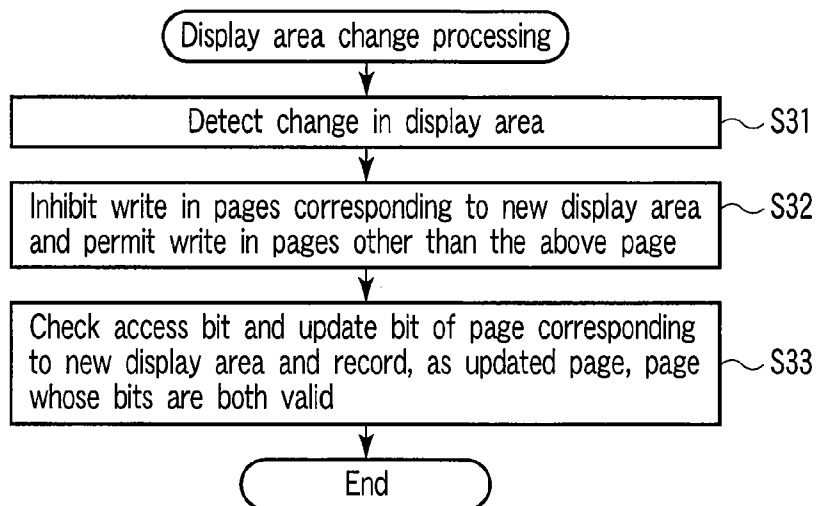 Display area change processing
Detect change in display area
S31
Inhibit write in pages corresponding to new display area
and permit write in pages other than the above page
S32
Check access bit and update bit of page corresponding
to new display area and record, as updated page, page
whose bits are both valid
S33
End